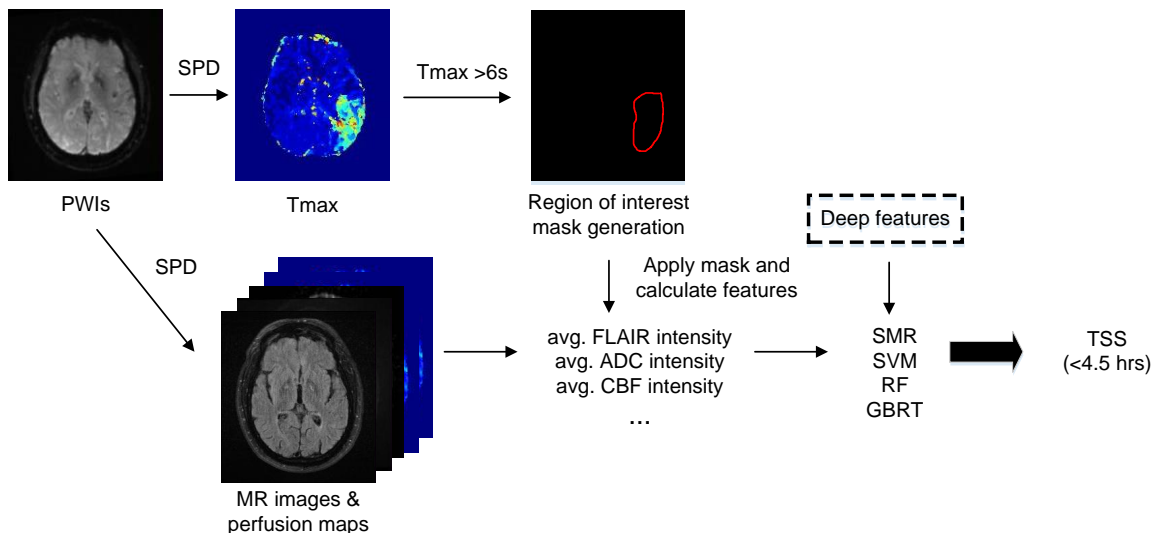 SPD
Tmax >6s
PWIs
Tmax
Region of interest
mask generation
Deep features
SPD
Apply mask and
calculate features
avg. FLAIR intensity
avg. ADC intensity
avg. CBF intensity
...
SMR
SVM
RF
GBRT
TSS
(<4.5 hrs)
MR images &
perfusion maps